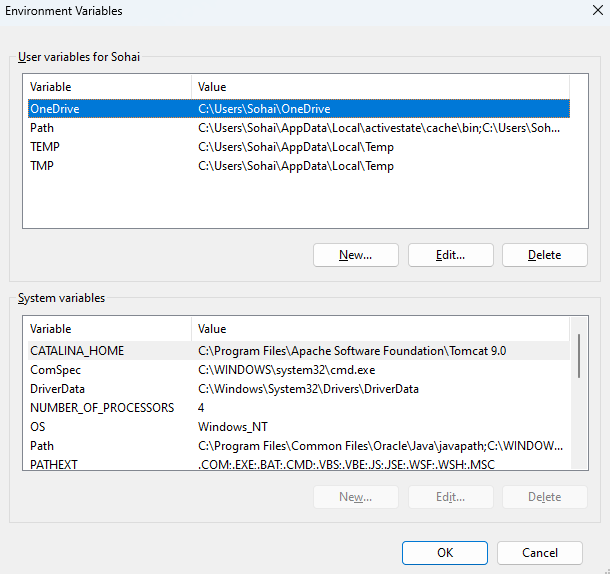 Environment Variables
User variables for Sohai
Variable Value
OneDrive C:\Users\Sohai\OneDrive
Path C:\Users\Sohai\AppData\Local\activestate\cache\bin;C:\Users\Soh...
TEMP C:\Users\Sohai\AppData\Local\Temp
TMP C:\Users\Sohai\AppData\Local\Temp
New... Edit... Delete
System variables
Variable Value
CATALINA_HOME C:\Program Files\Apache Software Foundation\Tomcat 9.0
ComSpec C:\WINDOWS\system32\cmd.exe
DriverData C:\Windows\System32\Drivers\DriverData
NUMBER_OF_PROCESSORS 4
OS Windows_NT
Path C:\Program Files\Common Files\Oracle\Java\javapath;C:\WINDOW...
PATHEXT .COM;.EXE;.BAT;.CMD;.VBS;.VBE;.JS;.JSE;.WSF;.WSH;.MSC
New... Edit... Delete
OK Cancel